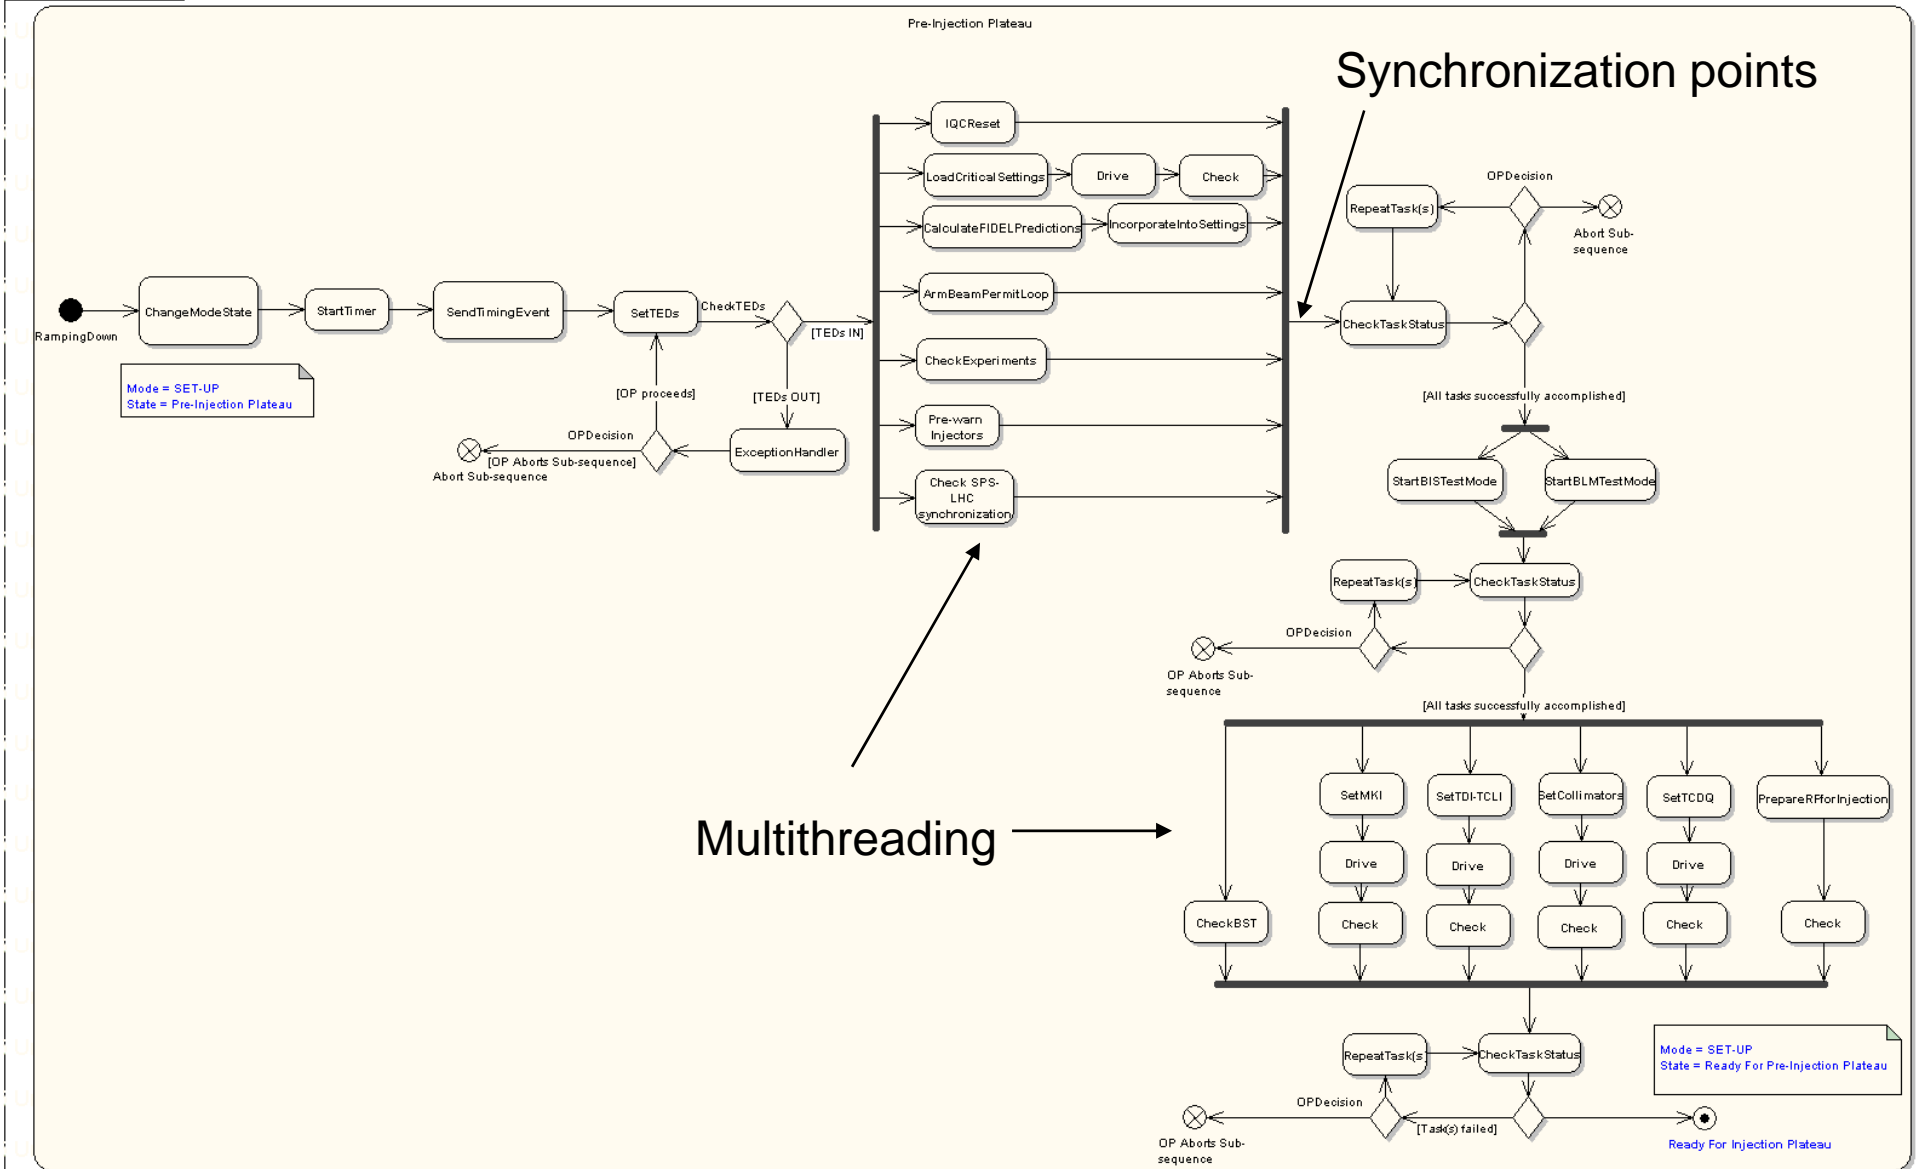 Pre-Injection Plateau
Synchronization points
RampingDown
ChangeModeState
StartTimer
SendTimingEvent
SetTEDs
CheckTEDs
[TEDs IN]
Mode = SET-UP
State = Pre-Injection Plateau
[OP proceeds]
[TEDs OUT]
ExceptionHandler
OPDecision
[OP Aborts Sub-sequence]
Abort Sub-sequence
IQCReset
LoadCriticalSettings
Drive
Check
CalculateFIDELPredictions
IncorporateIntoSettings
ArmBeamPermitLoop
CheckExperiments
Pre-warn
Injectors
Check SPS-
LHC
synchronization
OPDecision
RepeatTask(s)
Abort Sub-
sequence
CheckTaskStatus
[All tasks successfully accomplished]
StartBISTestMode
StartBLMTestMode
RepeatTask(s)
CheckTaskStatus
OPDecision
OP Aborts Sub-
sequence
[All tasks successfully accomplished]
Multithreading
SetMKI
SetTDI-TCLI
SetCollimators
SetTCDQ
PrepareRFforInjection
Drive
Drive
Drive
Drive
CheckBST
Check
Check
Check
Check
Check
RepeatTask(s)
CheckTaskStatus
Mode = SET-UP
State = Ready For Pre-Injection Plateau
OPDecision
[Task(s) failed]
OP Aborts Sub-
sequence
Ready For Injection Plateau